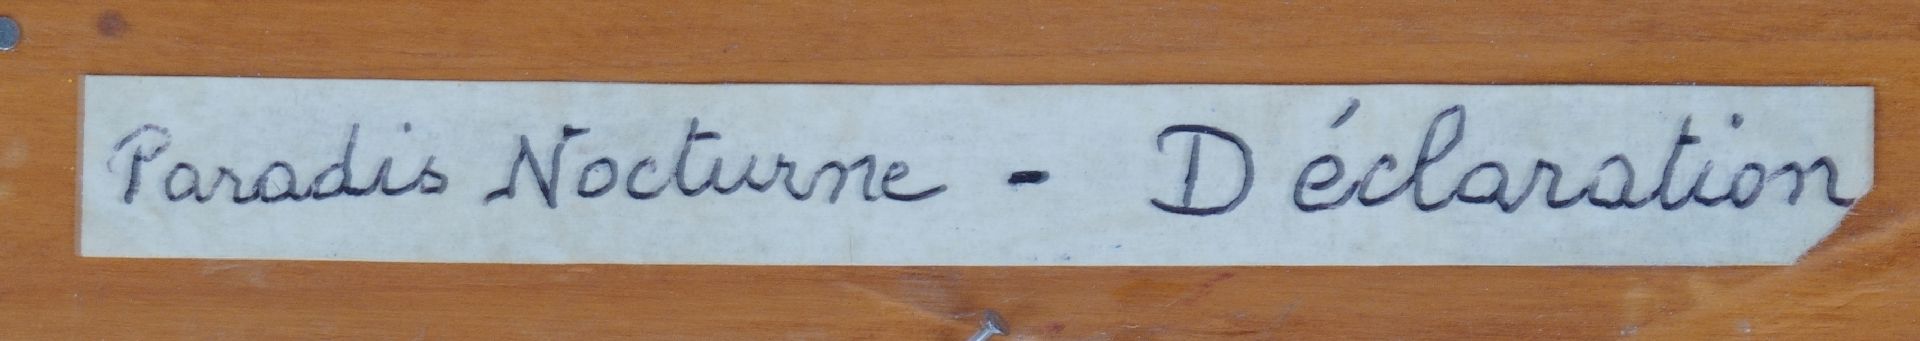 Paradis Nocturne - Déclaration